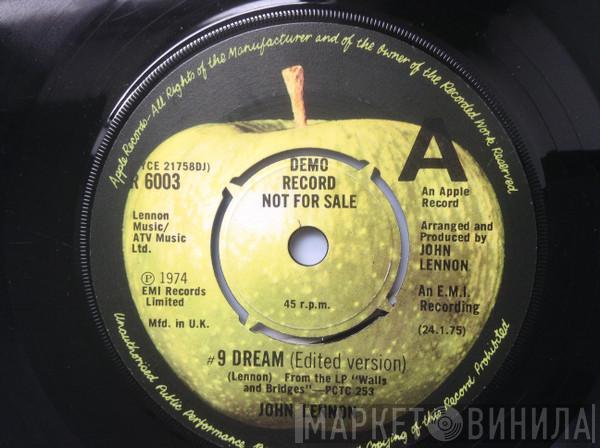 Apple Records-All Rights of the Manufacturer and of the Owner of the Recorded Work Reserved
YCE 21758DJ)
R 6003
DEMO
RECORD
NOT FOR SALE
A
An Apple
Record
Lennon
Music/
ATV Music
Ltd.
Arranged and
Produced by
JOHN
LENNON
Ⓟ 1974
EMI Records
Limited
45 r.p.m.
An E.M.I.
Recording
Mfd. in U.K.
(24.1.75)
#9 DREAM (Edited version)
(Lennon) From the LP "Walls
and Bridges"—PCTC 253
JOHN LENNON
Unauthorised Public Performance
Copying of this Record Prohibited
МАРКЕТ ВИНИЛА